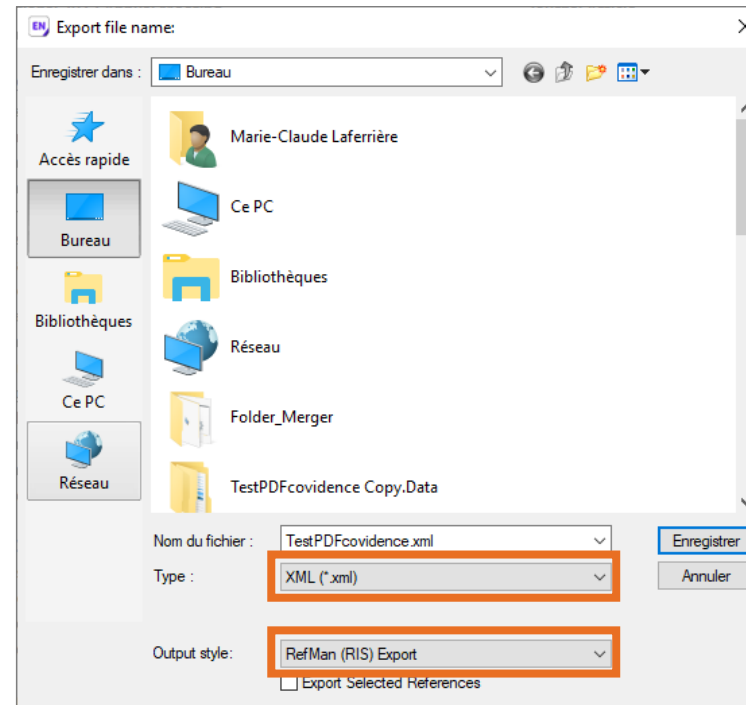 EN Export file name:
Enregistrer dans : Bureau
Accès rapide
Bureau
Bibliothèques
Ce PC
Réseau
Marie-Claude Laferrière
Ce PC
Bibliothèques
Réseau
Folder_Merger
TestPDFcovidence Copy.Data
Nom du fichier : TestPDFcovidence.xml Enregistrer
Type : XML (*.xml) Annuler
Output style: RefMan (RIS) Export
Export Selected References